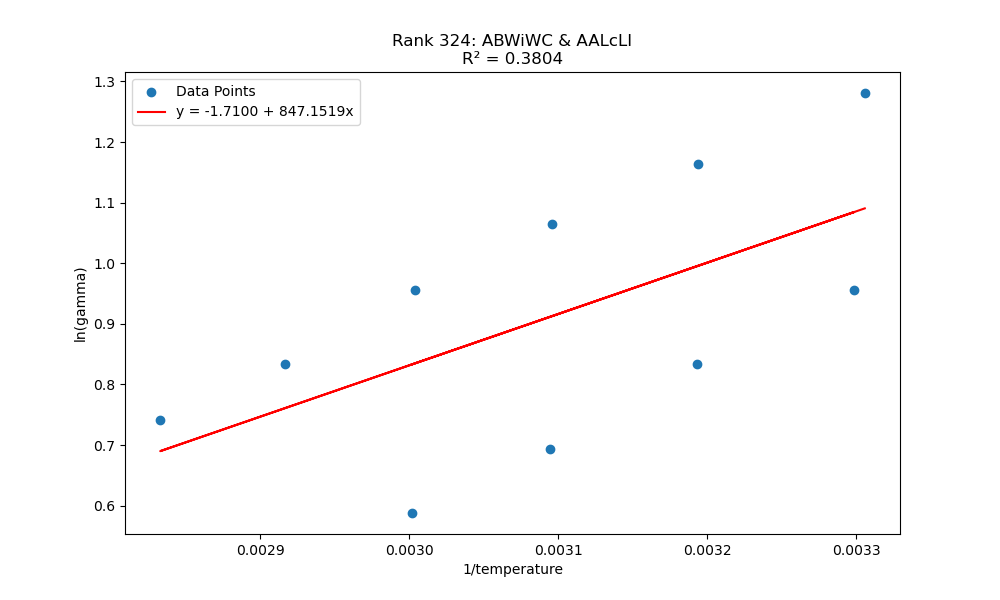 Rank 324: ABWiWC & AALcLI
R² = 0.3804
Data Points
y = -1.7100 + 847.1519x
1.3
1.2
1.1
1.0
0.9
0.8
0.7
0.6
ln(gamma)
0.0029
0.0030
0.0031
0.0032
0.0033
1/temperature